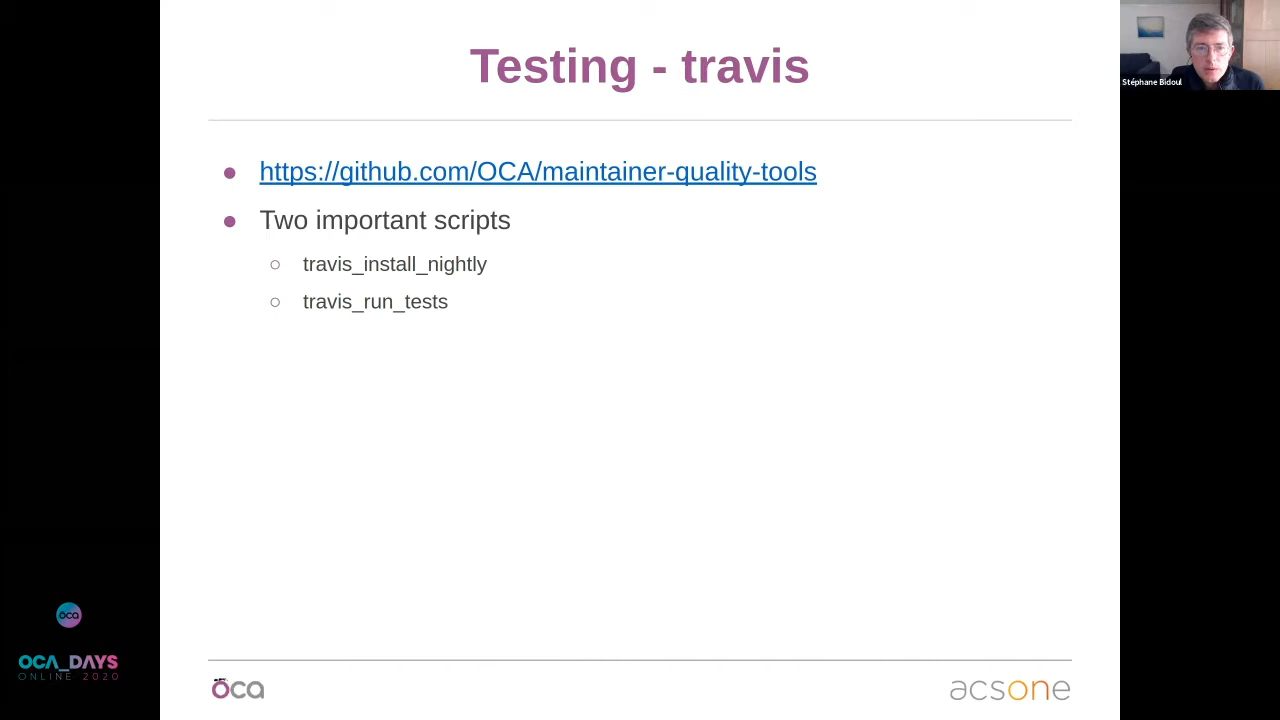 Testing - travis
Stéphane Bidoul
https://github.com/OCA/maintainer-quality-tools
Two important scripts
travis_install_nightly
travis_run_tests
oca
OCA_DAYS
ONLINE 2020
oca
acsone